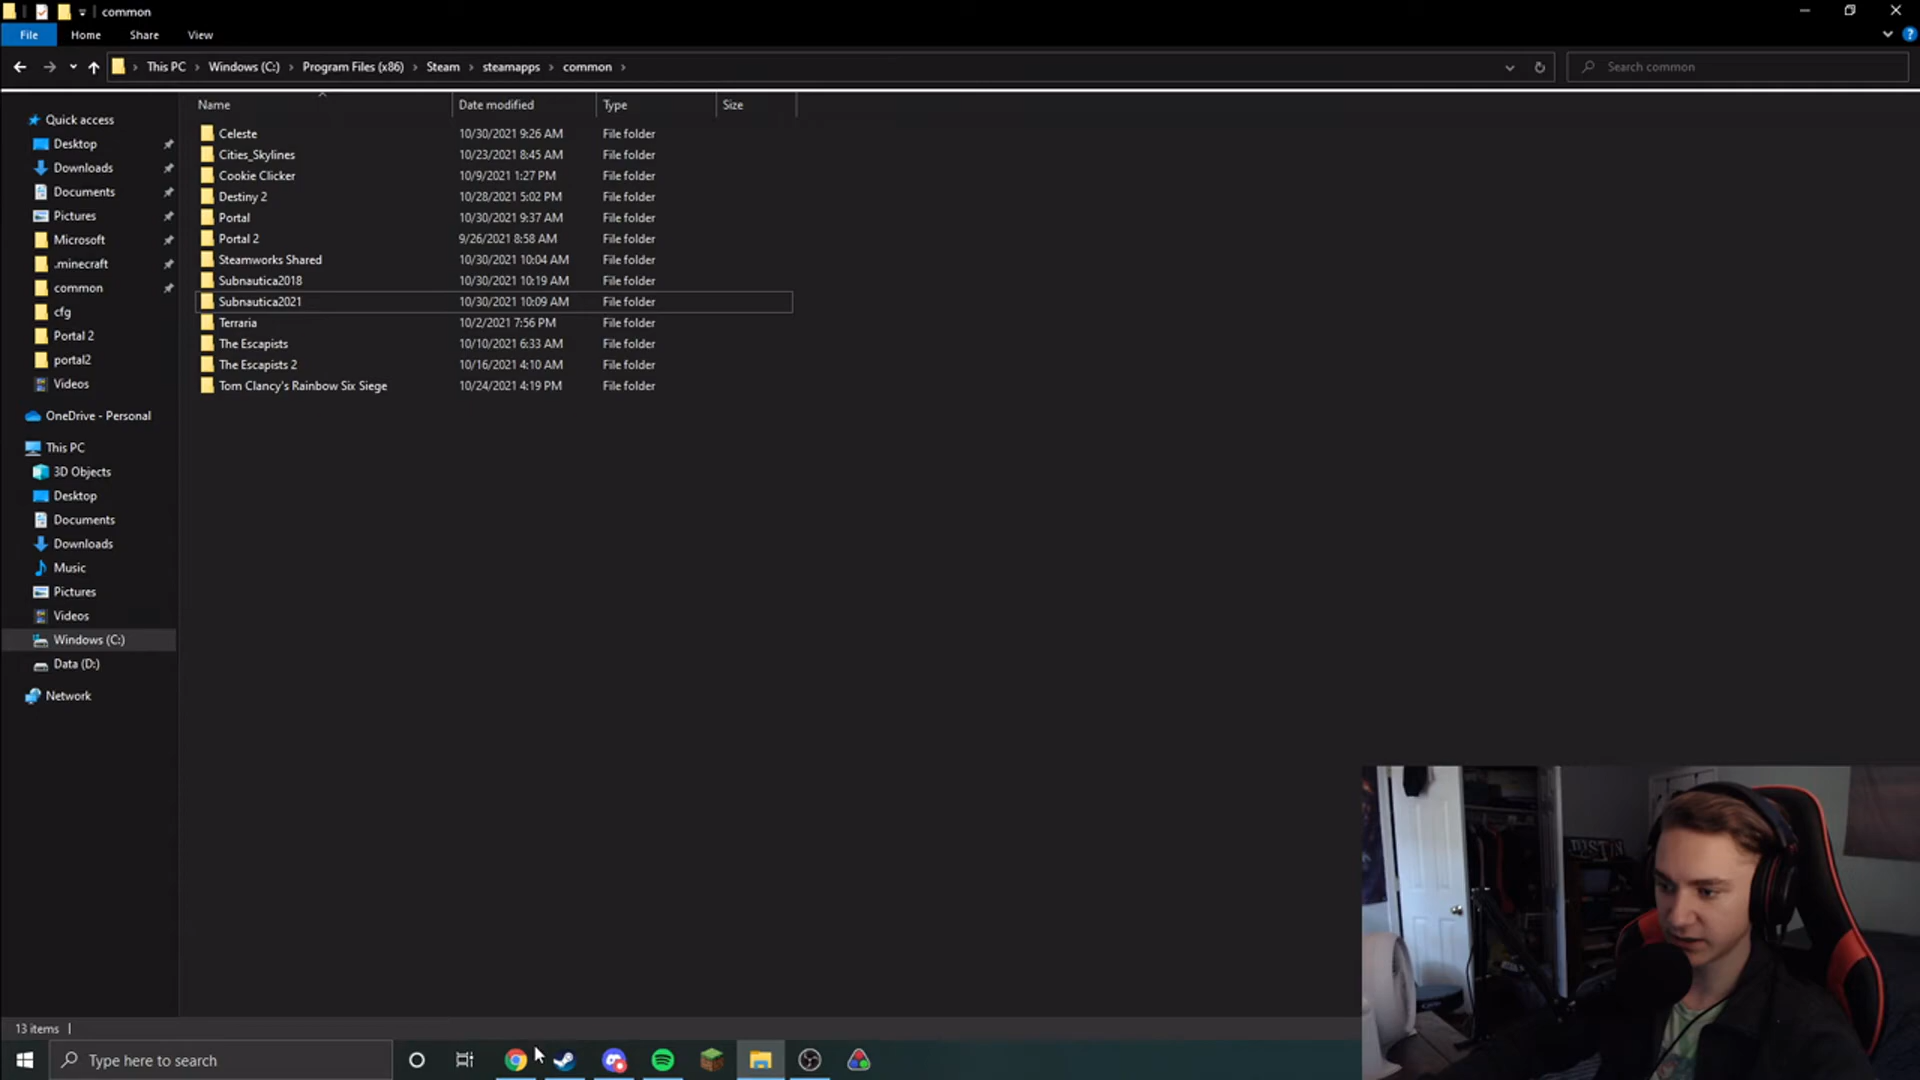 common
File Home Share View
This PC Windows (C:) Program Files (x86) Steam steamapps common
Search common
Name Date modified Type Size
Quick access
Desktop
Downloads
Documents
Pictures
Microsoft
.minecraft
common
cfg
Portal 2
portal2
Videos
OneDrive - Personal
This PC
3D Objects
Desktop
Documents
Downloads
Music
Pictures
Videos
Windows (C:)
Data (D:)
Network
Celeste 10/30/2021 9:26 AM File folder
Cities_Skylines 10/23/2021 8:45 AM File folder
Cookie Clicker 10/9/2021 1:27 PM File folder
Destiny 2 10/28/2021 5:02 PM File folder
Portal 10/30/2021 9:37 AM File folder
Portal 2 9/26/2021 8:58 AM File folder
Steamworks Shared 10/30/2021 10:04 AM File folder
Subnautica2018 10/30/2021 10:19 AM File folder
Subnautica2021 10/30/2021 10:09 AM File folder
Terraria 10/2/2021 7:56 PM File folder
The Escapists 10/10/2021 6:33 AM File folder
The Escapists 2 10/16/2021 4:10 AM File folder
Tom Clancy's Rainbow Six Siege 10/24/2021 4:19 PM File folder
13 items
Type here to search